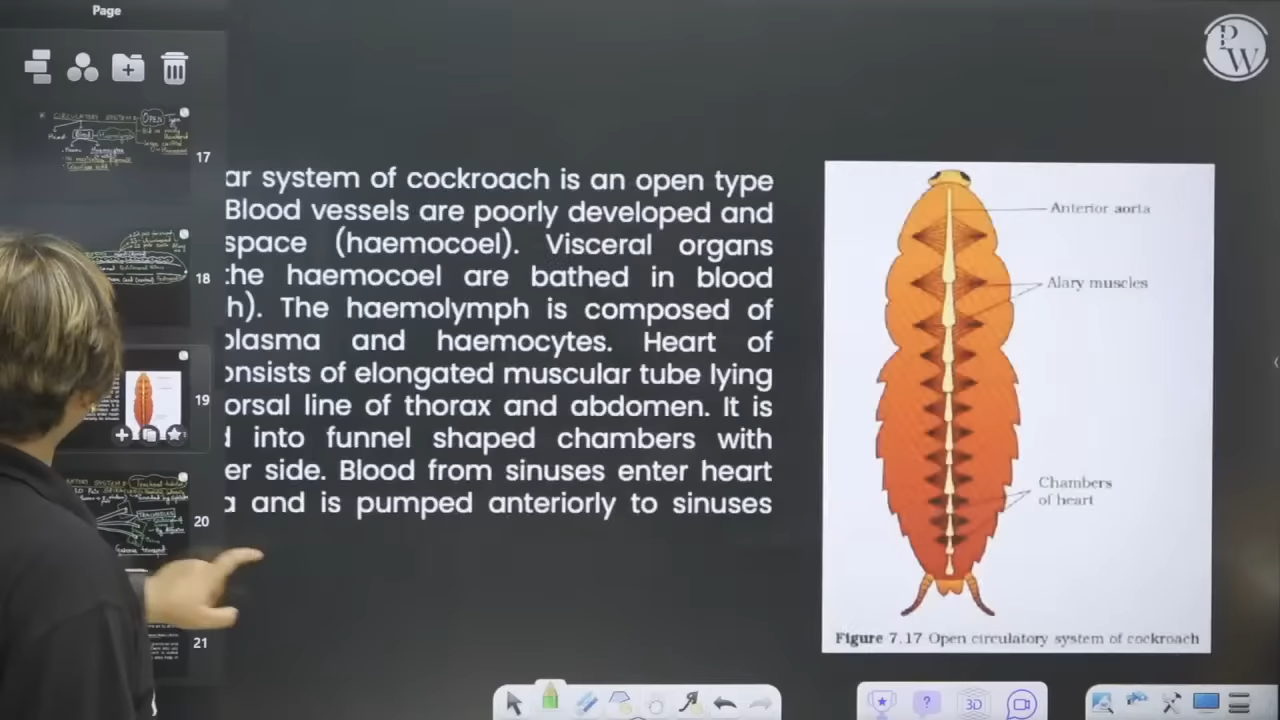 Page
P
W
17
18
19
20
21
ar system of cockroach is an open type
Blood vessels are poorly developed and
space (haemocoel). Visceral organs
the haemocoel are bathed in blood
h). The haemolymph is composed of
plasma and haemocytes. Heart of
onsists of elongated muscular tube lying
orsal line of thorax and abdomen. It is
d into funnel shaped chambers with
er side. Blood from sinuses enter heart
a and is pumped anteriorly to sinuses
Anterior aorta
Alary muscles
Chambers
of heart
Figure 7.17 Open circulatory system of cockroach
?
3D